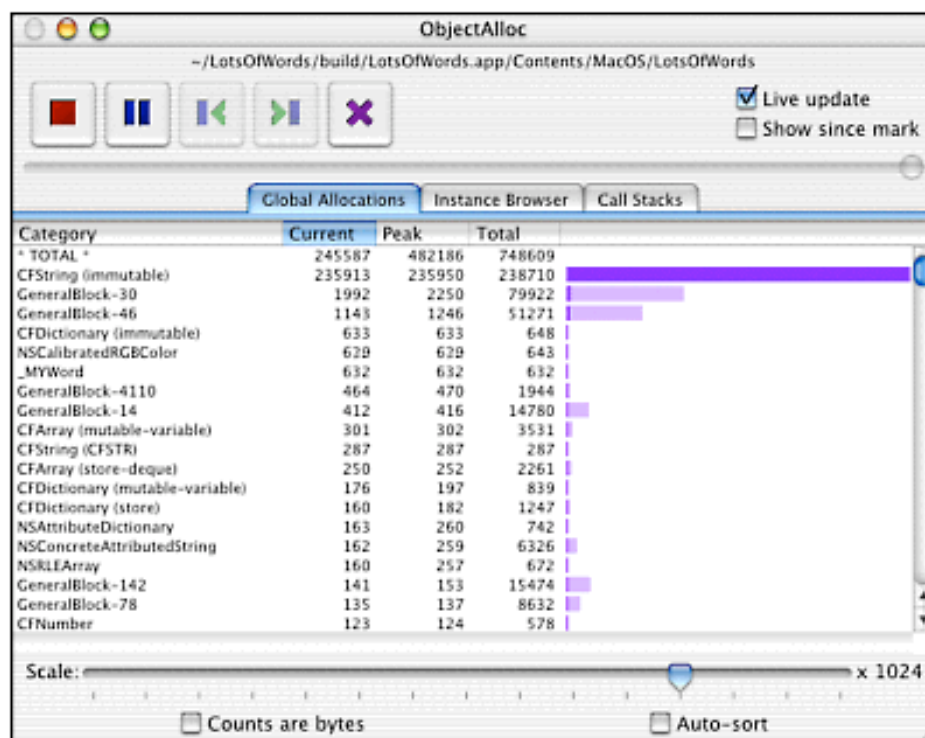 ObjectAlloc
~/LotsOfWords/build/LotsOfWords.app/Contents/MacOS/LotsOfWords
Live update
Show since mark
Global Allocations Instance Browser Call Stacks
Category Current Peak Total
* TOTAL * 245587 482186 748609
CFString (immutable) 235913 235950 238710
GeneralBlock-30 1992 2250 79922
GeneralBlock-46 1143 1246 51271
CFDictionary (immutable) 633 633 648
NSCalibratedRGBColor 629 629 643
_MYWord 632 632 632
GeneralBlock-4110 464 470 1944
GeneralBlock-14 412 416 14780
CFArray (mutable-variable) 301 302 3531
CFString (CFSTR) 287 287 287
CFArray (store-deque) 250 252 2261
CFDictionary (mutable-variable) 176 197 839
CFDictionary (store) 160 182 1247
NSAttributeDictionary 163 260 742
NSConcreteAttributedString 162 259 6326
NSRLEArray 160 257 672
GeneralBlock-142 141 153 15474
GeneralBlock-78 135 137 8632
CFNumber 123 124 578
Scale: x 1024
Counts are bytes Auto-sort